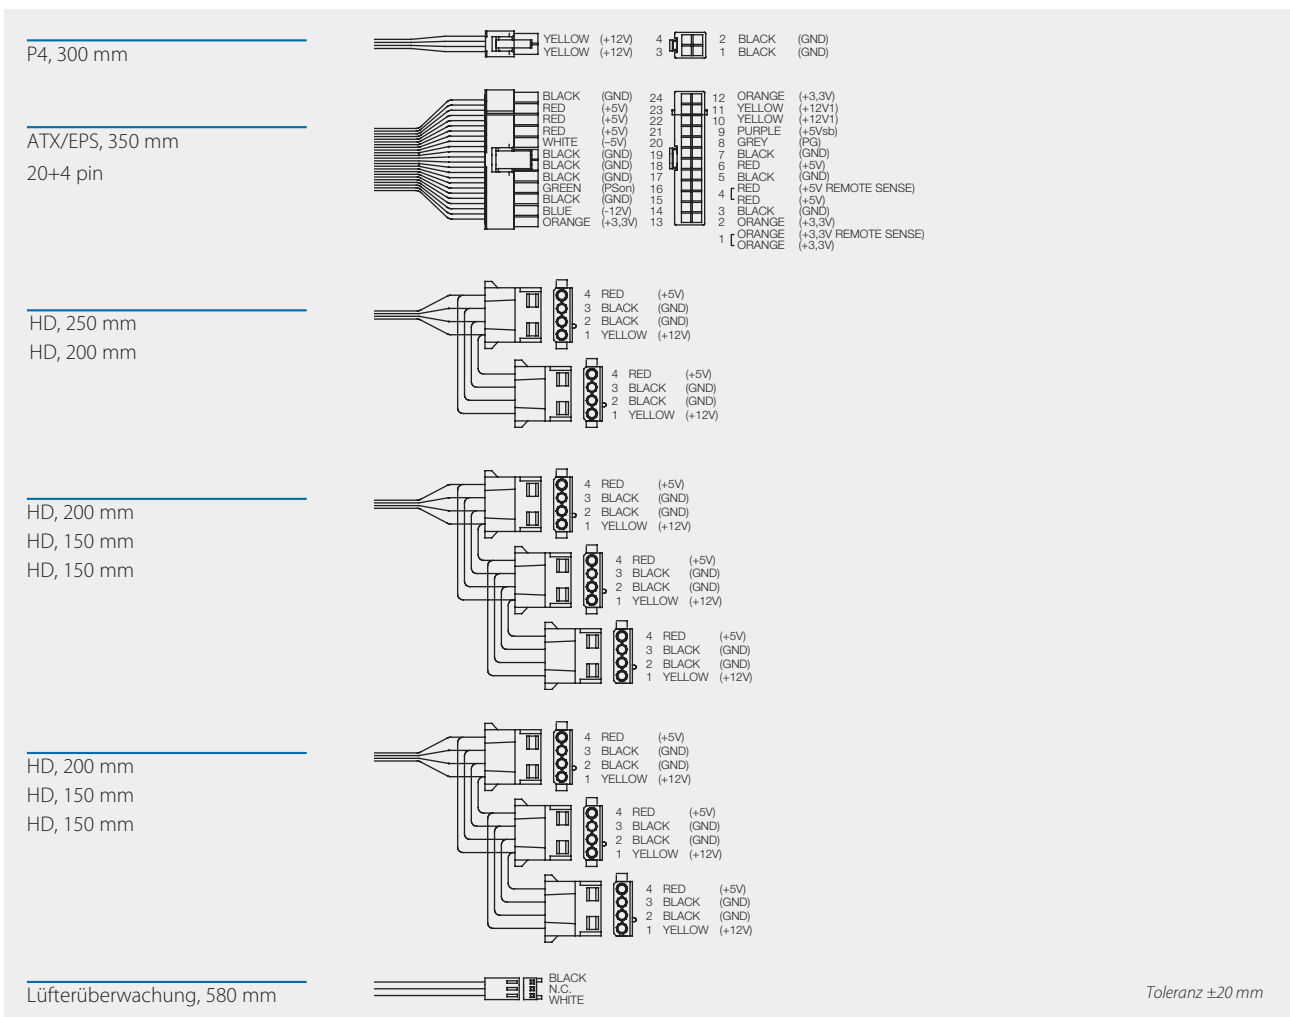 P4, 300 mm
YELLOW (+12V) 4 2 BLACK (GND)
YELLOW (+12V) 3 1 BLACK (GND)
ATX/EPS, 350 mm
20+4 pin
BLACK (GND) 24 12 ORANGE (+3,3V)
RED (+5V) 23 11 YELLOW (+12V1)
RED (+5V) 22 10 YELLOW (+12V1)
RED (+5V) 21 9 PURPLE (+5Vsb)
WHITE (–5V) 20 8 GREY (PG)
BLACK (GND) 19 7 BLACK (GND)
BLACK (GND) 18 6 RED (+5V)
BLACK (GND) 17 5 BLACK (GND)
GREEN (PSon) 16 4 RED (+5V REMOTE SENSE)
BLACK (GND) 15 RED (+5V)
BLUE (-12V) 14 3 BLACK (GND)
ORANGE (+3,3V) 13 2 ORANGE (+3,3V)
1 ORANGE (+3,3V REMOTE SENSE)
ORANGE (+3,3V)
HD, 250 mm
HD, 200 mm
4 RED (+5V)
3 BLACK (GND)
2 BLACK (GND)
1 YELLOW (+12V)
4 RED (+5V)
3 BLACK (GND)
2 BLACK (GND)
1 YELLOW (+12V)
HD, 200 mm
HD, 150 mm
HD, 150 mm
4 RED (+5V)
3 BLACK (GND)
2 BLACK (GND)
1 YELLOW (+12V)
4 RED (+5V)
3 BLACK (GND)
2 BLACK (GND)
1 YELLOW (+12V)
4 RED (+5V)
3 BLACK (GND)
2 BLACK (GND)
1 YELLOW (+12V)
HD, 200 mm
HD, 150 mm
HD, 150 mm
4 RED (+5V)
3 BLACK (GND)
2 BLACK (GND)
1 YELLOW (+12V)
4 RED (+5V)
3 BLACK (GND)
2 BLACK (GND)
1 YELLOW (+12V)
4 RED (+5V)
3 BLACK (GND)
2 BLACK (GND)
1 YELLOW (+12V)
Lüfterüberwachung, 580 mm
BLACK
N.C.
WHITE
Toleranz ±20 mm